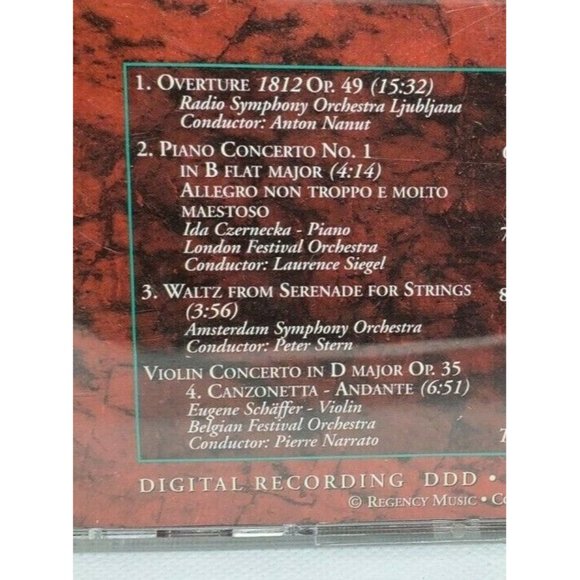 1. OVERTURE 1812 OP. 49 (15:32)
Radio Symphony Orchestra Ljubljana
Conductor: Anton Nanut
2. PIANO CONCERTO NO. 1
IN B FLAT MAJOR (4:14)
ALLEGRO NON TROPPO E MOLTO
MAESTOSO
Ida Czernecka - Piano
London Festival Orchestra
Conductor: Laurence Siegel
3. WALTZ FROM SERENADE FOR STRINGS
(3:56)
Amsterdam Symphony Orchestra
Conductor: Peter Stern
VIOLIN CONCERTO IN D MAJOR OP. 35
4. CANZONETTA - ANDANTE (6:51)
Eugene Schäffer - Violin
Belgian Festival Orchestra
Conductor: Pierre Narrato
DIGITAL RECORDING DDD •
© REGENCY MUSIC •